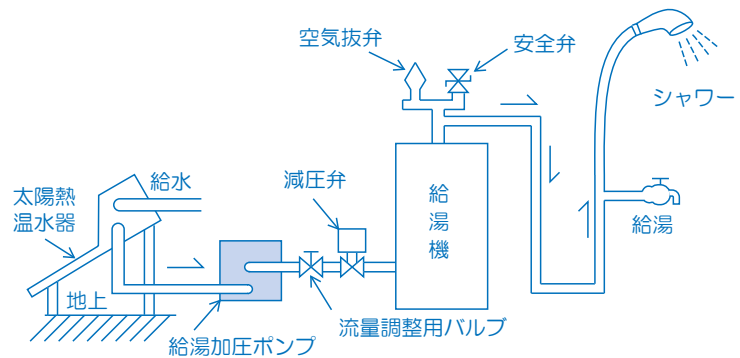 空気抜弁
安全弁
シャワー
太陽熱
温水器
給水
減圧弁
給
湯
機
給湯
地上
流量調整用バルブ
給湯加圧ポンプ